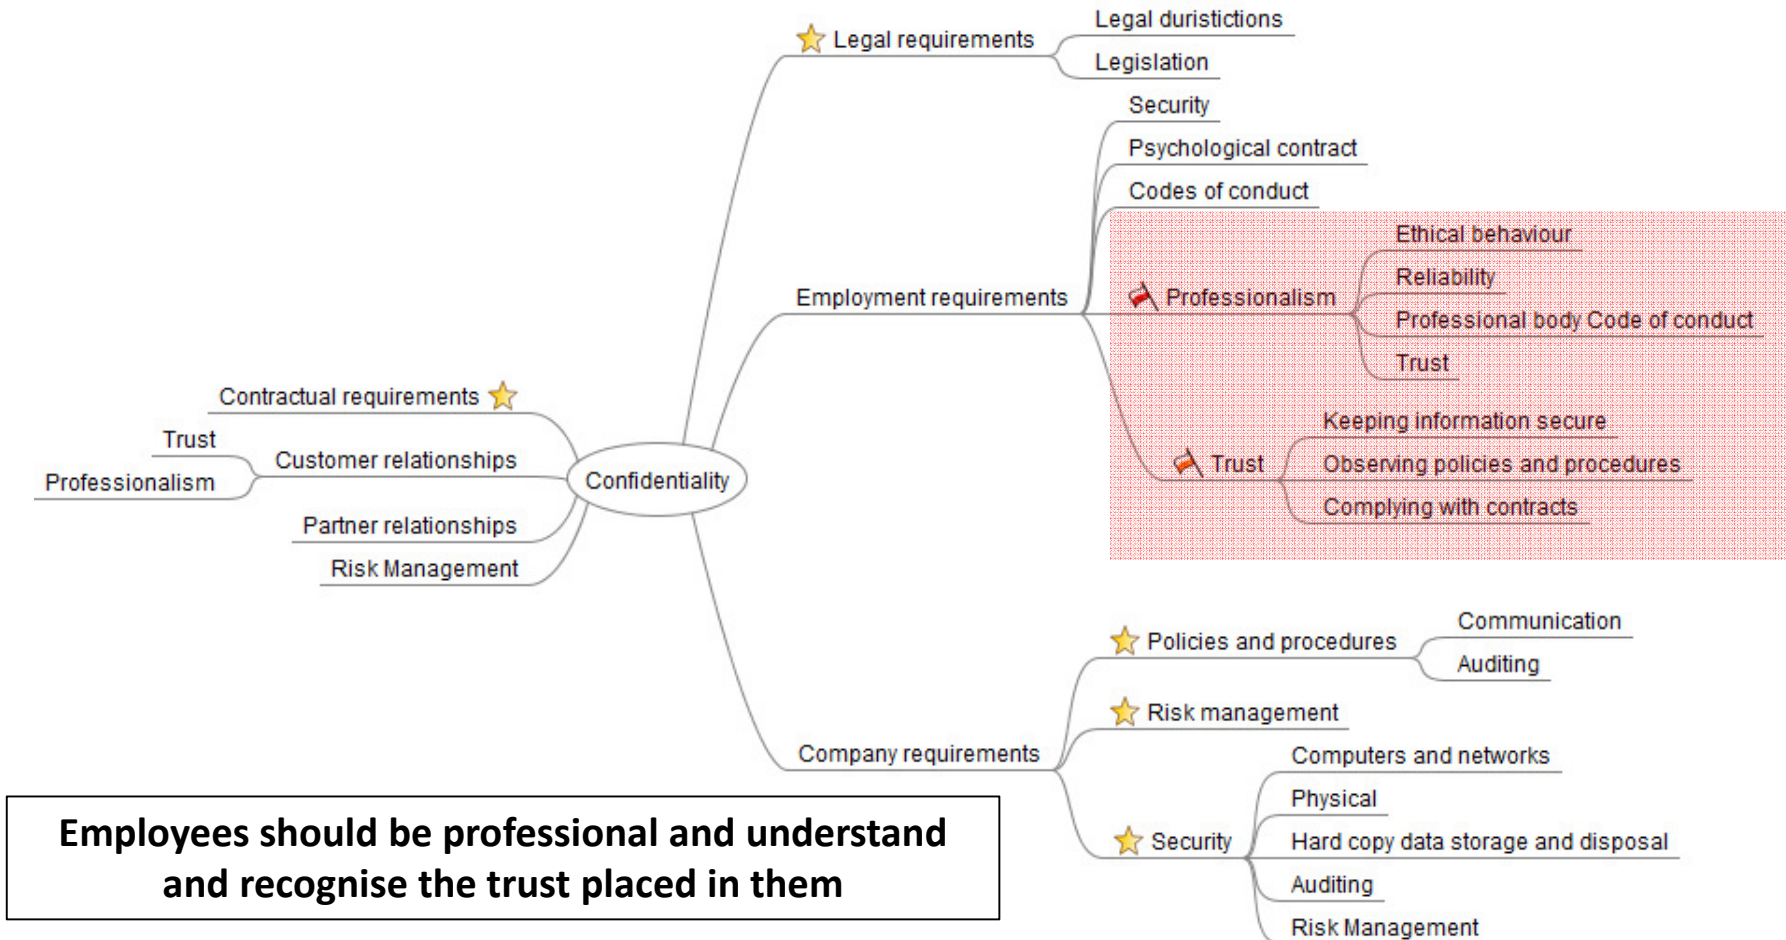 Legal duristictions
Legal requirements
Legislation
Security
Psychological contract
Codes of conduct
Ethical behaviour
Reliability
Employment requirements
Professionalism
Professional body Code of conduct
Trust
Contractual requirements
Trust
Customer relationships
Professionalism
Confidentiality
Partner relationships
Risk Management
Keeping information secure
Trust
Observing policies and procedures
Complying with contracts
Communication
Policies and procedures
Auditing
Risk management
Company requirements
Computers and networks
Physical
Security
Hard copy data storage and disposal
Auditing
Risk Management
Employees should be professional and understand
and recognise the trust placed in them